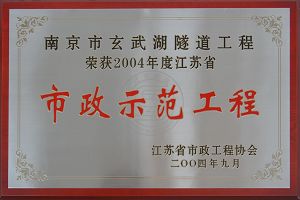 南京市玄武湖隧道工程
荣获2004年度江苏省
市政示范工程
江苏省市政工程协会
二〇〇四年九月